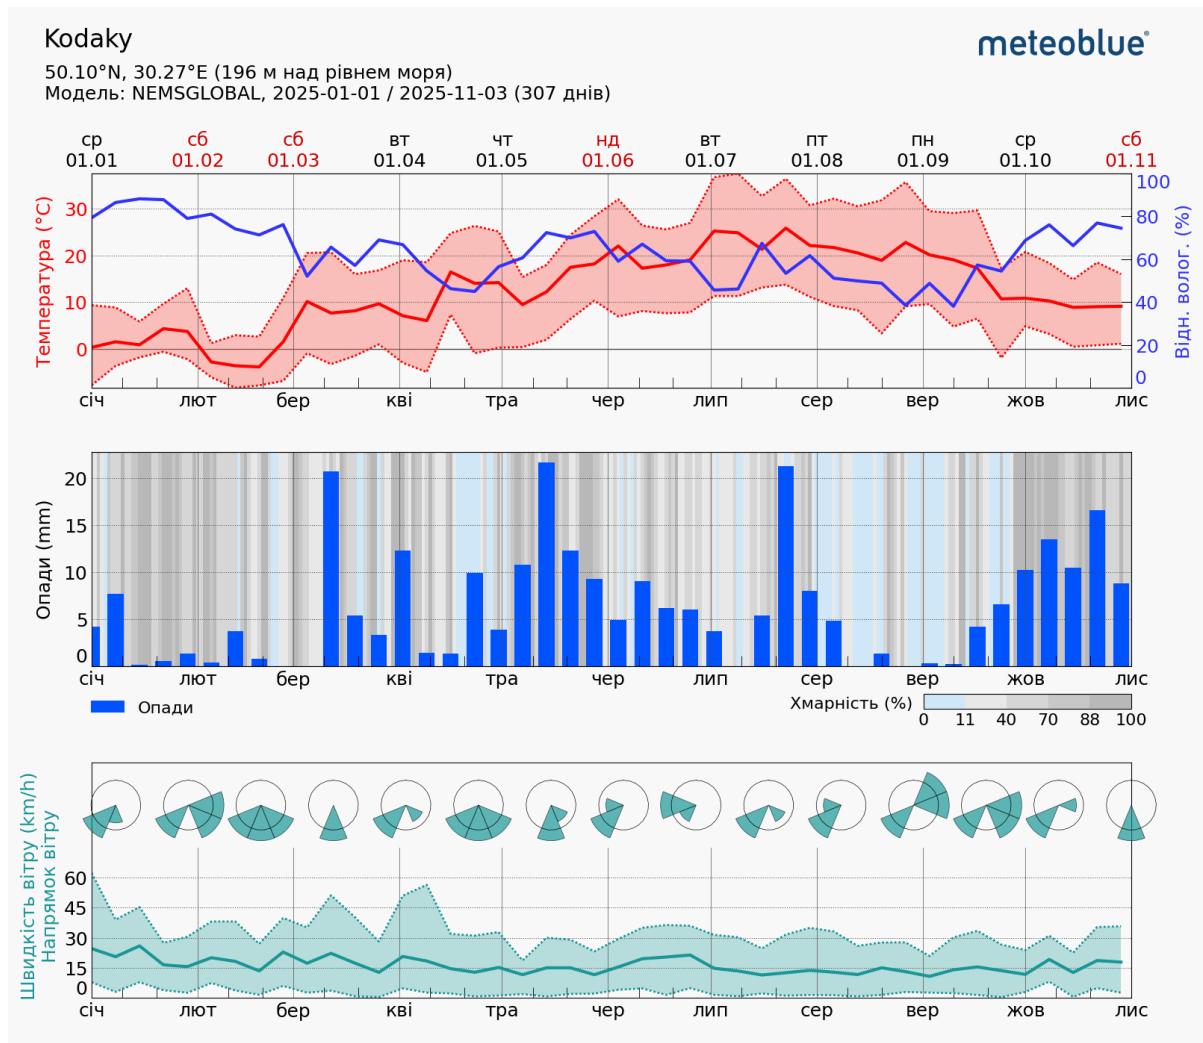 Kodaky
meteoblue
50.10°N, 30.27°E (196 м над рівнем моря)
Модель: NEMSGLOBAL, 2025-01-01 / 2025-11-03 (307 днів)
ср сб сб вт чт нд вт пт пн ср сб
01.01 01.02 01.03 01.04 01.05 01.06 01.07 01.08 01.09 01.10 01.11
Температура (°C)
30
20
10
0
100
80
60
40
20
0
Відн. волог. (%)
січ лют бер кві тра чер лип сер вер жов лис
Опади (mm)
20
15
10
5
0
січ лют бер кві тра чер лип сер вер жов лис
Опади
Хмарність (%)
0 11 40 70 88 100
Швидкість вітру (km/h)
Напрямок вітру
60
45
30
15
0
січ лют бер кві тра чер лип сер вер жов лис